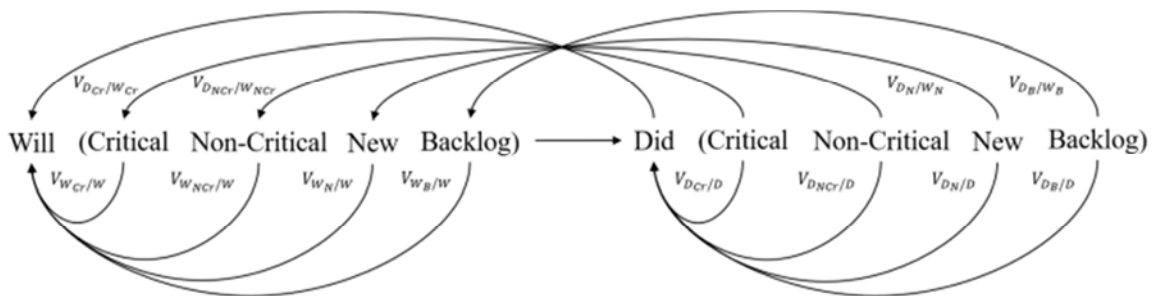 V_{D_{Cr}/W_{Cr}} V_{D_{NCr}/W_{NCr}} V_{D_N/W_N} V_{D_B/W_B}
Will (Critical Non-Critical New Backlog) Did (Critical Non-Critical New Backlog)
V_{W_{Cr}/W} V_{W_{NCr}/W} V_{W_N/W} V_{W_B/W} V_{D_{Cr}/D} V_{D_{NCr}/D} V_{D_N/D} V_{D_B/D}